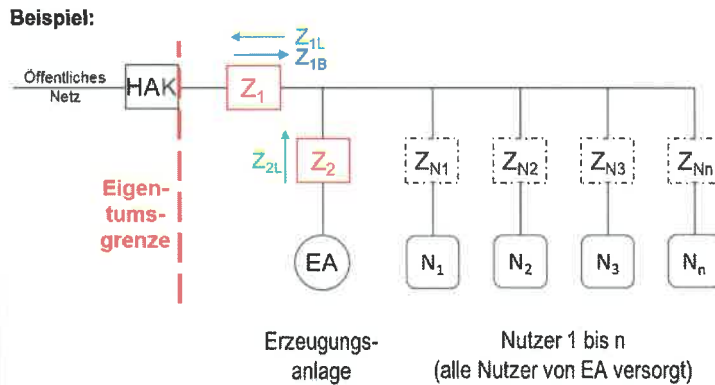 Beispiel:
Z1L
Z1B
Öffentliches
Netz
HAK
Z1
Z2L
Z2
ZN1
ZN2
ZN3
ZNn
Eigen-
tums-
grenze
EA
N1
N2
N3
Nn
Erzeugungs-
anlage
Nutzer 1 bis n
(alle Nutzer von EA versorgt)